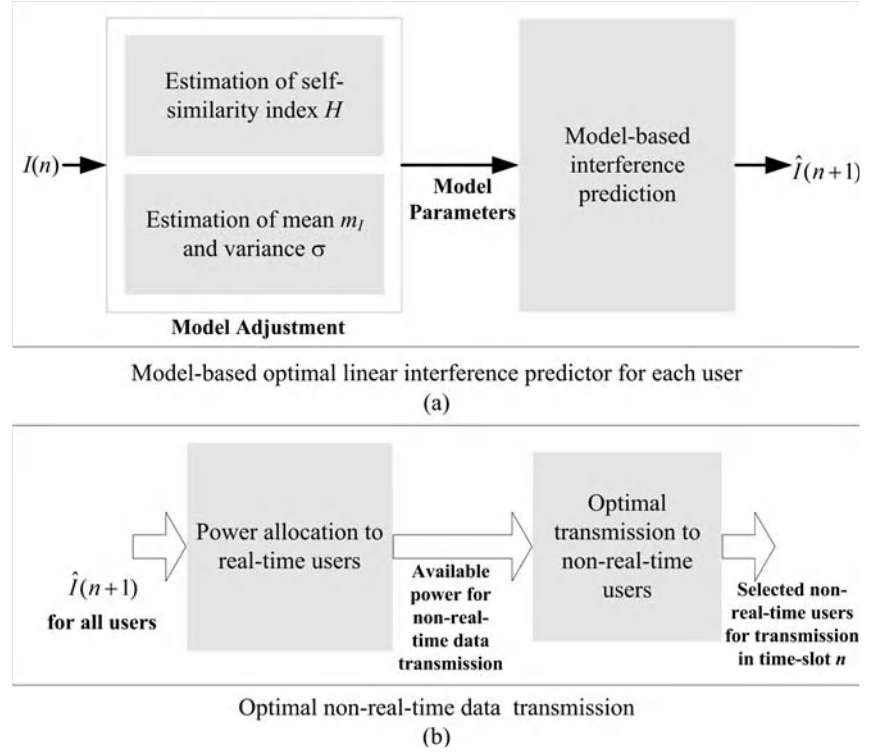 Estimation of self-
similarity index H
I(n)
Estimation of mean m_I
and variance σ
Model Adjustment
Model
Parameters
Model-based
interference
prediction
Î(n+1)
Model-based optimal linear interference predictor for each user
(a)
Î(n+1)
for all users
Power allocation to
real-time users
Available
power for
non-real-
time data
transmission
Optimal
transmission to
non-real-time
users
Selected non-
real-time users
for transmission
in time-slot n
Optimal non-real-time data transmission
(b)